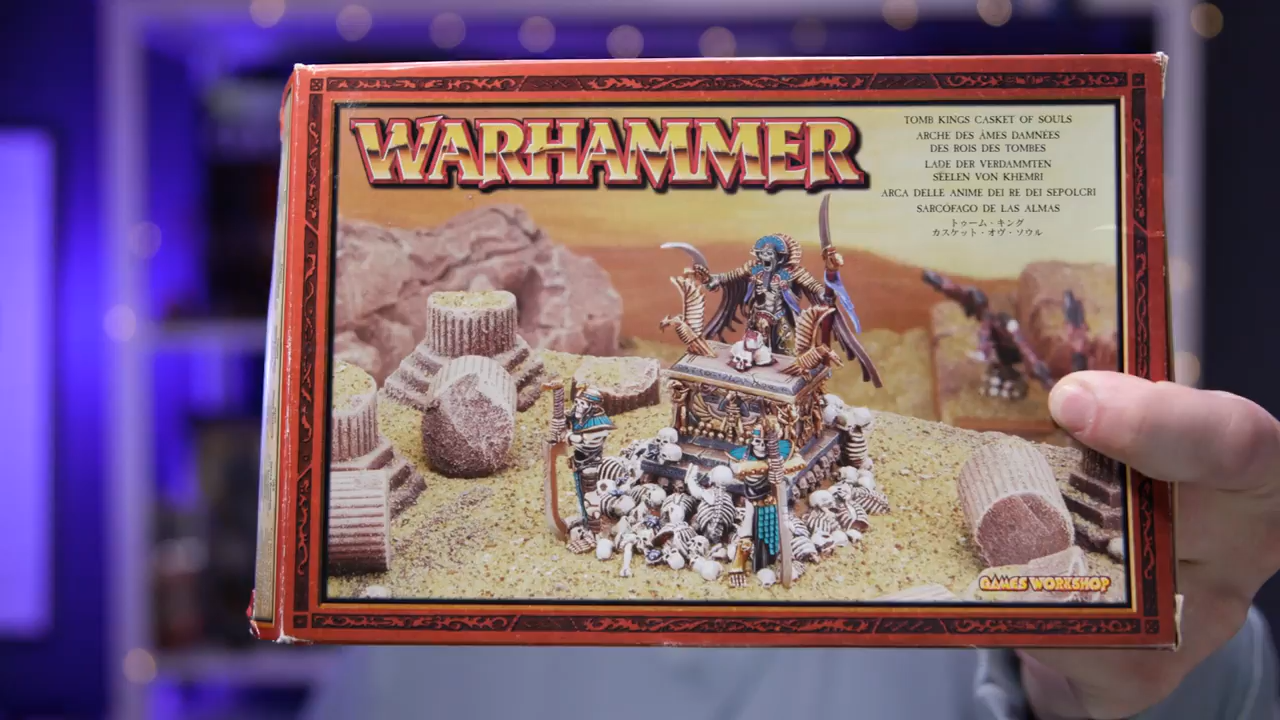 WARHAMMER
TOMB KINGS CASKET OF SOULS
ARCHE DES ÂMES DAMNÉES
DES ROIS DES TOMBES
LADE DER VERDAMMTEN
SEELEN VON KHEMRI
ARCA DELLE ANIME DEI RE DEI SEPOLCRI
SARCÓFAGO DE LAS ALMAS
トゥーム・キング
カスケット・オヴ・ソウル
GAMES WORKSHOP